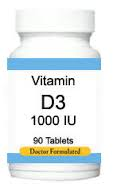 Vitamin
D3
1000 IU
90 Tablets
Doctor Formulated